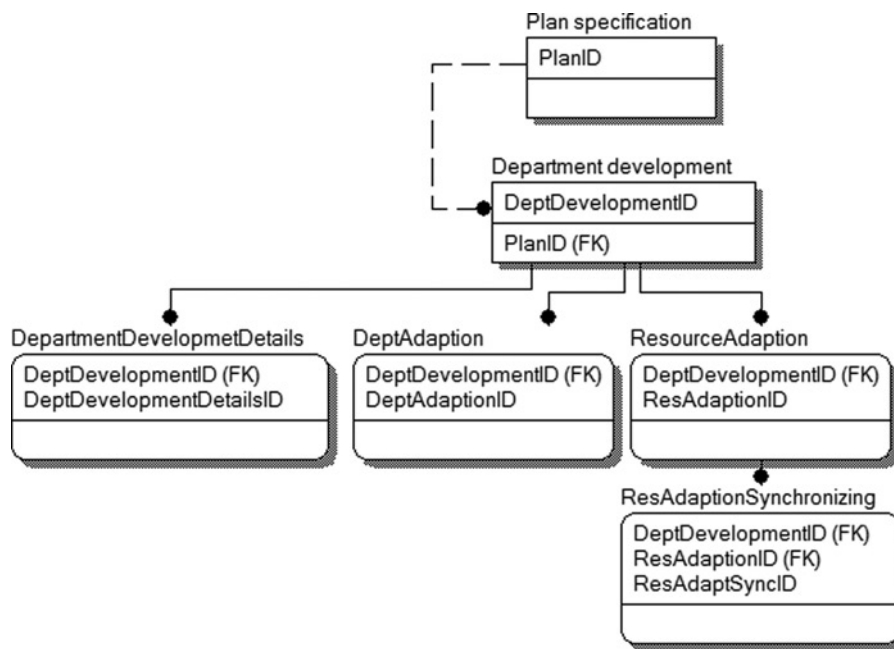 Plan specification
PlanID
Department development
DeptDevelopmentID
PlanID (FK)
DepartmentDevelopmetDetails
DeptDevelopmentID (FK)
DeptDevelopmentDetailsID
DeptAdaption
DeptDevelopmentID (FK)
DeptAdaptionID
ResourceAdaption
DeptDevelopmentID (FK)
ResAdaptionID
ResAdaptionSynchronizing
DeptDevelopmentID (FK)
ResAdaptionID (FK)
ResAdaptSyncID